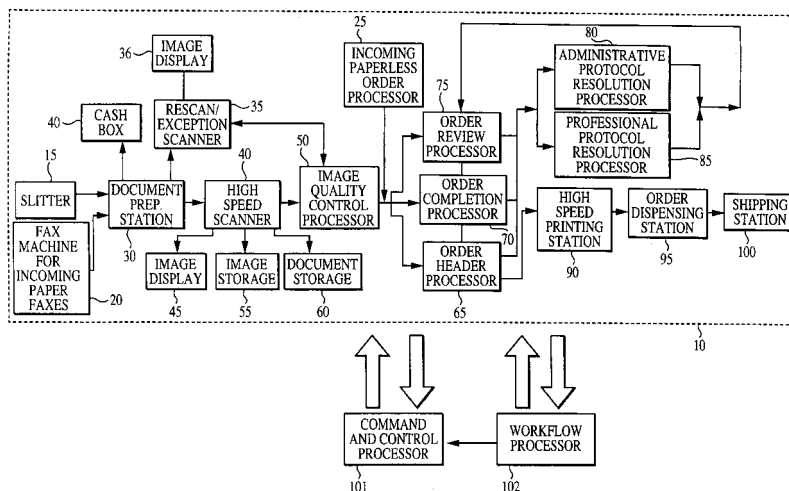 36
IMAGE
DISPLAY
25
INCOMING
PAPERLESS
ORDER
PROCESSOR
80
ADMINISTRATIVE
PROTOCOL
RESOLUTION
PROCESSOR
40
CASH
BOX
RESCAN/
EXCEPTION
SCANNER
35
75
ORDER
REVIEW
PROCESSOR
PROFESSIONAL
PROTOCOL
RESOLUTION
PROCESSOR
85
15
SLITTER
DOCUMENT
PREP.
STATION
30
40
HIGH
SPEED
SCANNER
50
IMAGE
QUALITY
CONTROL
PROCESSOR
ORDER
COMPLETION
PROCESSOR
70
HIGH
SPEED
PRINTING
STATION
90
ORDER
DISPENSING
STATION
95
SHIPPING
STATION
100
FAX
MACHINE
FOR
INCOMING
PAPER
FAXES
20
IMAGE
DISPLAY
45
IMAGE
STORAGE
55
DOCUMENT
STORAGE
60
ORDER
HEADER
PROCESSOR
65
10
COMMAND
AND CONTROL
PROCESSOR
101
WORKFLOW
PROCESSOR
102